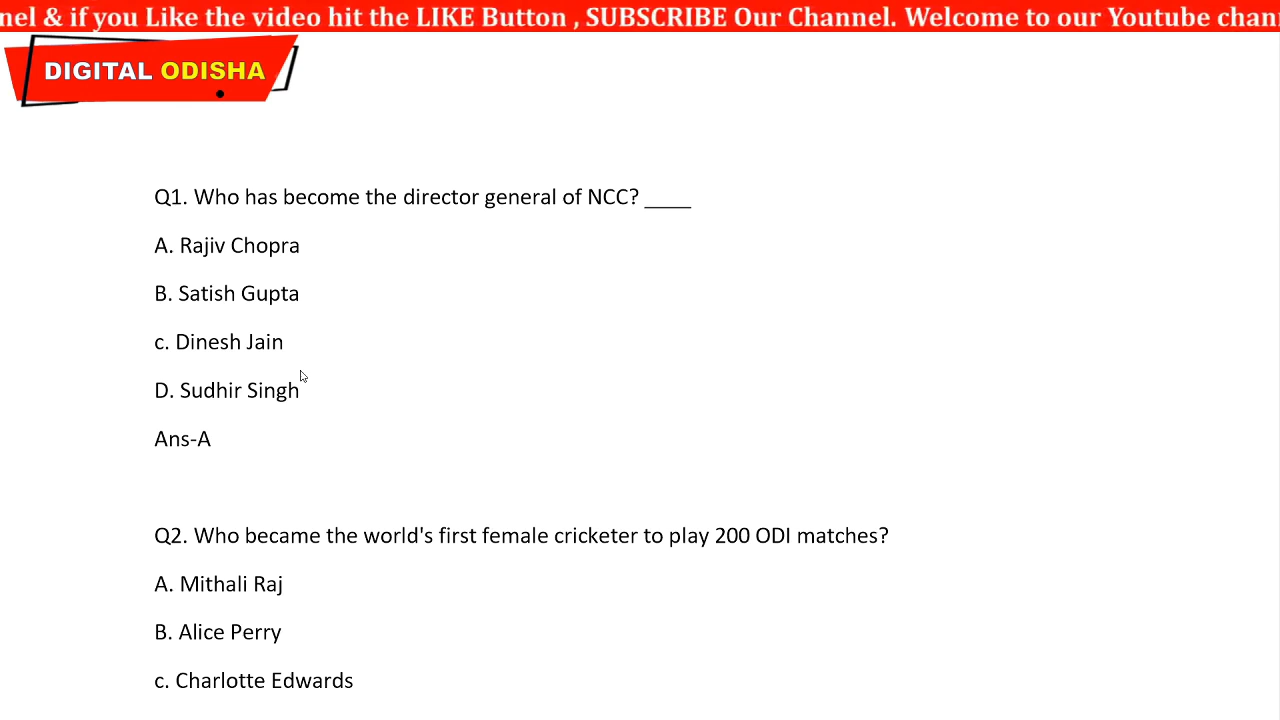 nel & if you Like the video hit the LIKE Button , SUBSCRIBE Our Channel. Welcome to our Youtube chan
DIGITAL ODISHA
Q1. Who has become the director general of NCC? ____
A. Rajiv Chopra
B. Satish Gupta
c. Dinesh Jain
D. Sudhir Singh
Ans-A
Q2. Who became the world's first female cricketer to play 200 ODI matches?
A. Mithali Raj
B. Alice Perry
c. Charlotte Edwards